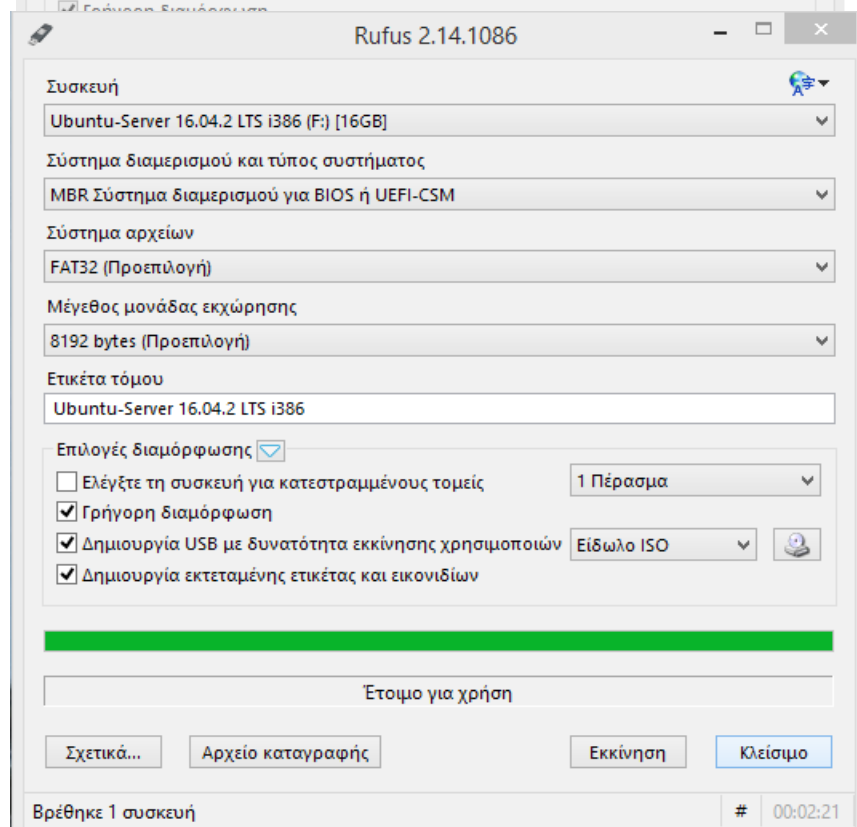 Γρήγορη διαμόρφωση
Rufus 2.14.1086
Συσκευή
Ubuntu-Server 16.04.2 LTS i386 (F:) [16GB]
Σύστημα διαμερισμού και τύπος συστήματος
MBR Σύστημα διαμερισμού για BIOS ή UEFI-CSM
Σύστημα αρχείων
FAT32 (Προεπιλογή)
Μέγεθος μονάδας εκχώρησης
8192 bytes (Προεπιλογή)
Ετικέτα τόμου
Ubuntu-Server 16.04.2 LTS i386
Επιλογές διαμόρφωσης
Ελέγξτε τη συσκευή για κατεστραμμένους τομείς 1 Πέρασμα
Γρήγορη διαμόρφωση
Δημιουργία USB με δυνατότητα εκκίνησης χρησιμοποιών Είδωλο ISO
Δημιουργία εκτεταμένης ετικέτας και εικονιδίων
Έτοιμο για χρήση
Σχετικά... Αρχείο καταγραφής Εκκίνηση Κλείσιμο
Βρέθηκε 1 συσκευή # 00:02:21